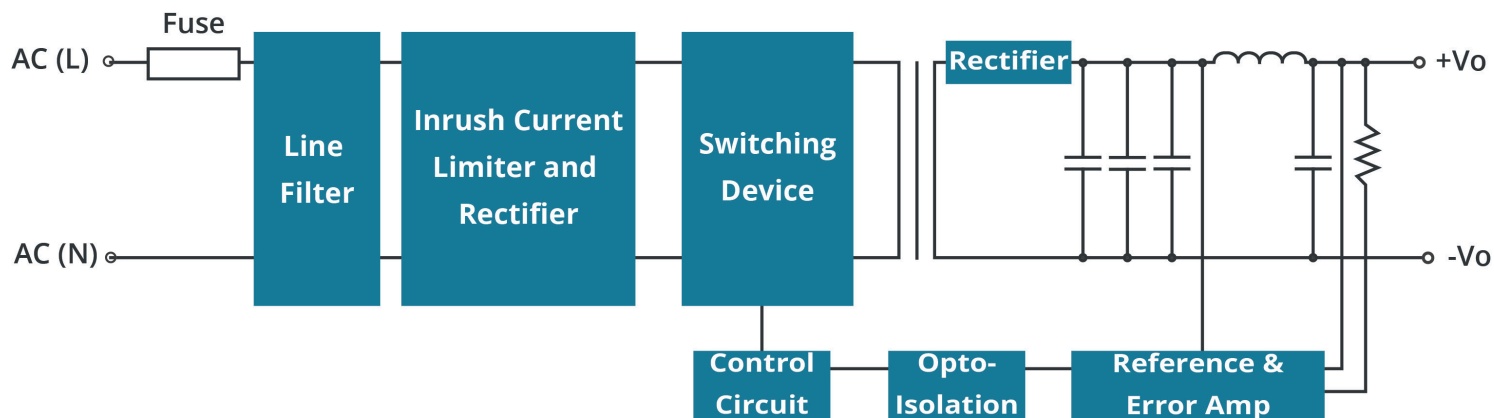 Fuse
AC (L)
Rectifier
+Vo
Inrush Current
Limiter and
Rectifier
Line
Filter
Switching
Device
AC (N)
-Vo
Control
Circuit
Opto-
Isolation
Reference &
Error Amp